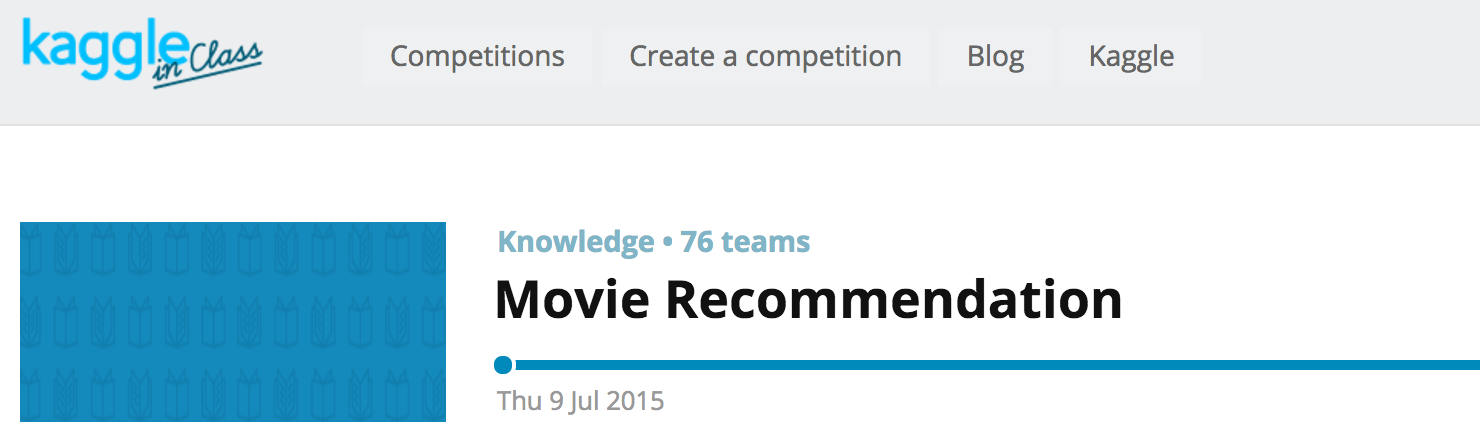 kaggle in Class
Competitions Create a competition Blog Kaggle
Knowledge • 76 teams
Movie Recommendation
Thu 9 Jul 2015